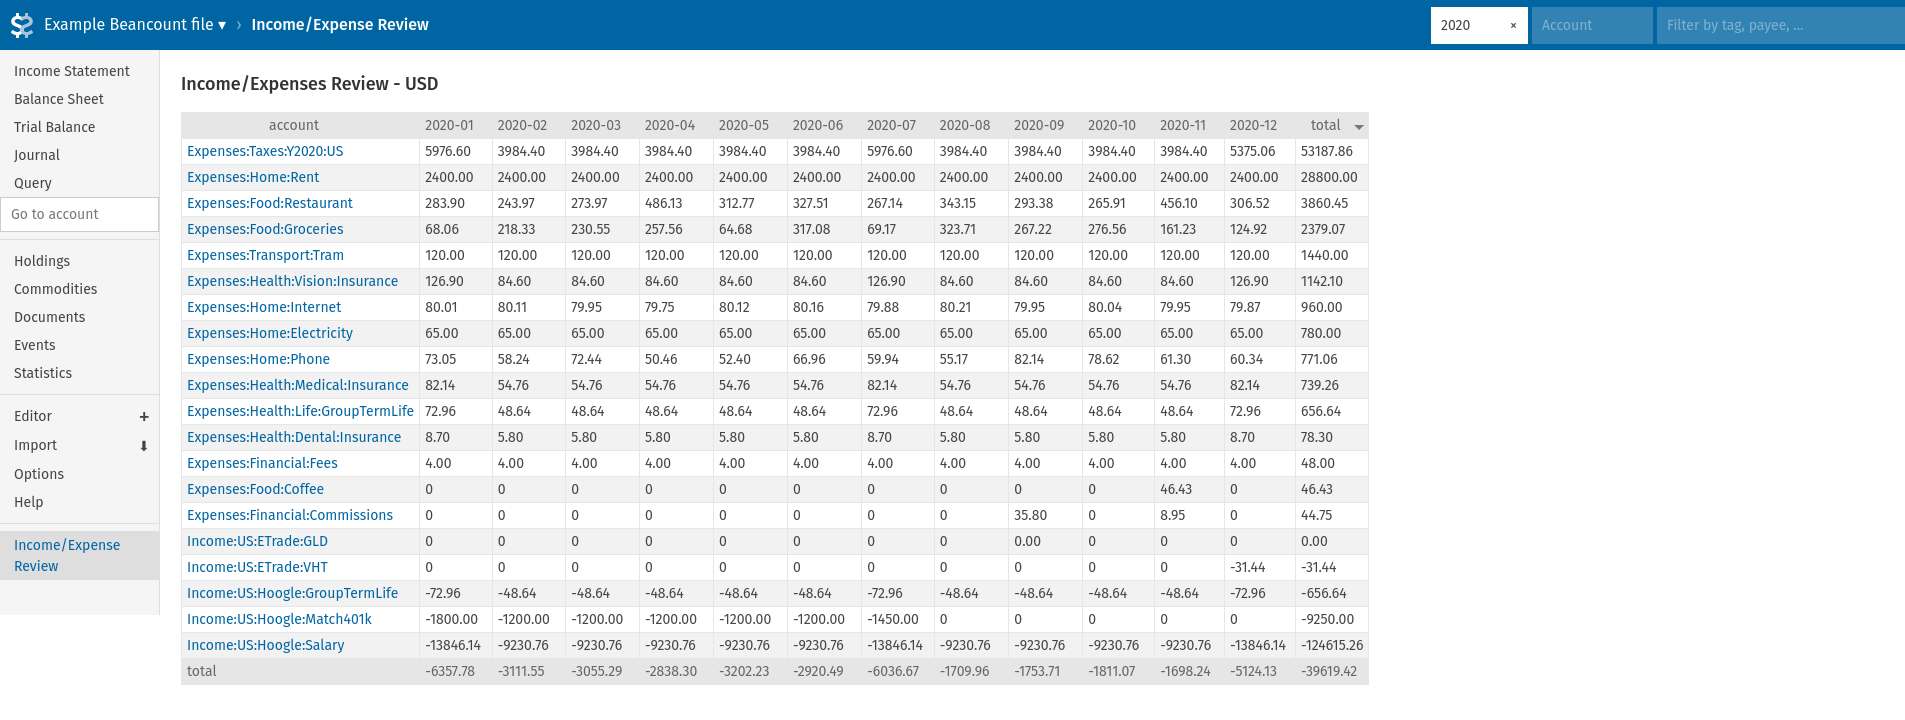 Example Beancount file ▾ › Income/Expense Review 2020 × Account Filter by tag, payee, ...
Income Statement
Balance Sheet
Trial Balance
Journal
Query
Go to account
Holdings
Commodities
Documents
Events
Statistics
Editor +
Import ⬇
Options
Help
Income/Expense
Review
Income/Expenses Review - USD
account 2020-01 2020-02 2020-03 2020-04 2020-05 2020-06 2020-07 2020-08 2020-09 2020-10 2020-11 2020-12 total
Expenses:Taxes:Y2020:US 5976.60 3984.40 3984.40 3984.40 3984.40 3984.40 5976.60 3984.40 3984.40 3984.40 3984.40 5375.06 53187.86
Expenses:Home:Rent 2400.00 2400.00 2400.00 2400.00 2400.00 2400.00 2400.00 2400.00 2400.00 2400.00 2400.00 2400.00 28800.00
Expenses:Food:Restaurant 283.90 243.97 273.97 486.13 312.77 327.51 267.14 343.15 293.38 265.91 456.10 306.52 3860.45
Expenses:Food:Groceries 68.06 218.33 230.55 257.56 64.68 317.08 69.17 323.71 267.22 276.56 161.23 124.92 2379.07
Expenses:Transport:Tram 120.00 120.00 120.00 120.00 120.00 120.00 120.00 120.00 120.00 120.00 120.00 120.00 1440.00
Expenses:Health:Vision:Insurance 126.90 84.60 84.60 84.60 84.60 84.60 126.90 84.60 84.60 84.60 84.60 126.90 1142.10
Expenses:Home:Internet 80.01 80.11 79.95 79.75 80.12 80.16 79.88 80.21 79.95 80.04 79.95 79.87 960.00
Expenses:Home:Electricity 65.00 65.00 65.00 65.00 65.00 65.00 65.00 65.00 65.00 65.00 65.00 65.00 780.00
Expenses:Home:Phone 73.05 58.24 72.44 50.46 52.40 66.96 59.94 55.17 82.14 78.62 61.30 60.34 771.06
Expenses:Health:Medical:Insurance 82.14 54.76 54.76 54.76 54.76 54.76 82.14 54.76 54.76 54.76 54.76 82.14 739.26
Expenses:Health:Life:GroupTermLife 72.96 48.64 48.64 48.64 48.64 48.64 72.96 48.64 48.64 48.64 48.64 72.96 656.64
Expenses:Health:Dental:Insurance 8.70 5.80 5.80 5.80 5.80 5.80 8.70 5.80 5.80 5.80 5.80 8.70 78.30
Expenses:Financial:Fees 4.00 4.00 4.00 4.00 4.00 4.00 4.00 4.00 4.00 4.00 4.00 4.00 48.00
Expenses:Food:Coffee 0 0 0 0 0 0 0 0 0 0 46.43 0 46.43
Expenses:Financial:Commissions 0 0 0 0 0 0 0 0 35.80 0 8.95 0 44.75
Income:US:ETrade:GLD 0 0 0 0 0 0 0 0 0.00 0 0 0 0.00
Income:US:ETrade:VHT 0 0 0 0 0 0 0 0 0 0 0 -31.44 -31.44
Income:US:Hoogle:GroupTermLife -72.96 -48.64 -48.64 -48.64 -48.64 -48.64 -72.96 -48.64 -48.64 -48.64 -48.64 -72.96 -656.64
Income:US:Hoogle:Match401k -1800.00 -1200.00 -1200.00 -1200.00 -1200.00 -1200.00 -1450.00 0 0 0 0 0 -9250.00
Income:US:Hoogle:Salary -13846.14 -9230.76 -9230.76 -9230.76 -9230.76 -9230.76 -13846.14 -9230.76 -9230.76 -9230.76 -9230.76 -13846.14 -124615.26
total -6357.78 -3111.55 -3055.29 -2838.30 -3202.23 -2920.49 -6036.67 -1709.96 -1753.71 -1811.07 -1698.24 -5124.13 -39619.42